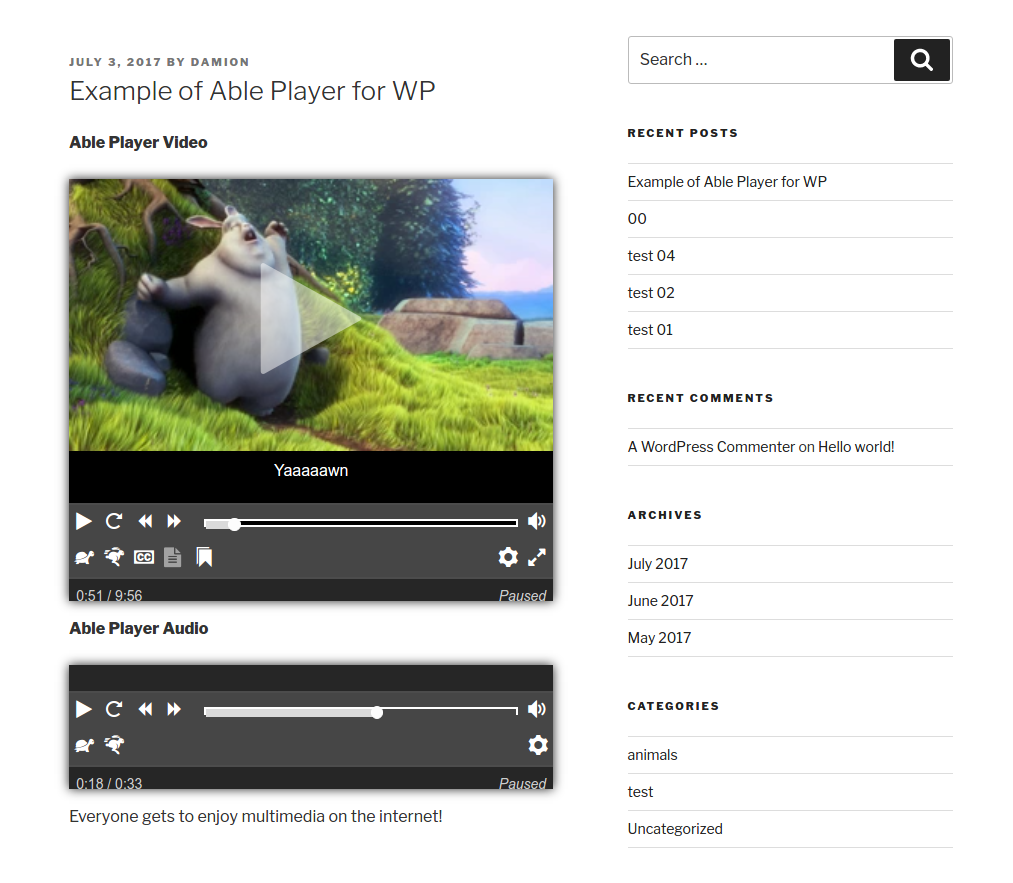 JULY 3, 2017 BY DAMION
Example of Able Player for WP
Able Player Video
Yaaaaawn
CC
0:51 / 9:56
Paused
Able Player Audio
0:18 / 0:33
Paused
Everyone gets to enjoy multimedia on the internet!
Search …
RECENT POSTS
Example of Able Player for WP
00
test 04
test 02
test 01
RECENT COMMENTS
A WordPress Commenter on Hello world!
ARCHIVES
July 2017
June 2017
May 2017
CATEGORIES
animals
test
Uncategorized